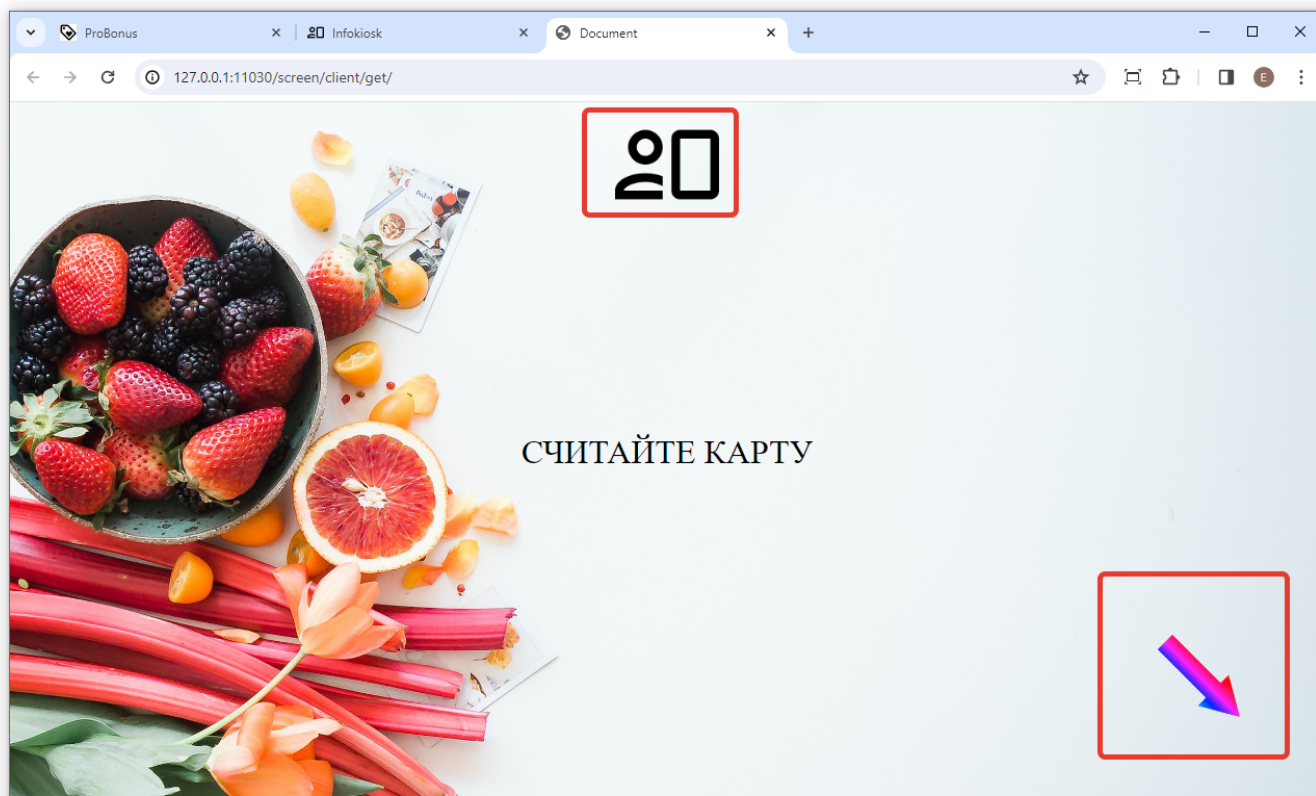 ProBonus
Infokiosk
Document
127.0.0.1:11030/screen/client/get/
E
СЧИТАЙТЕ КАРТУ